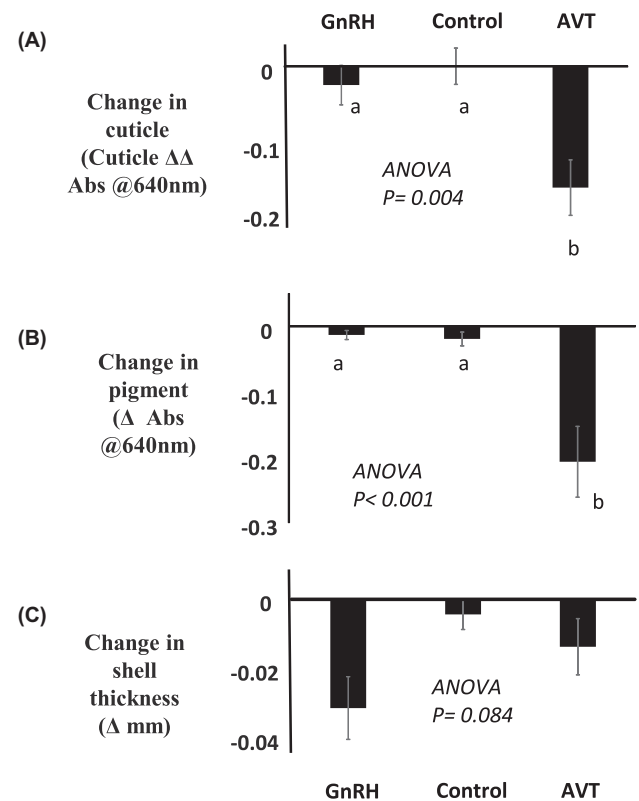 GnRH Control AVT
(A)
Change in
cuticle
(Cuticle ΔΔ
Abs @640nm)
0
-0.1
-0.2
a
a
b
ANOVA
P= 0.004
(B)
Change in
pigment
(Δ Abs
@640nm)
0
-0.1
-0.2
-0.3
a
a
b
ANOVA
P< 0.001
(C)
Change in
shell
thickness
(Δ mm)
0
-0.02
-0.04
ANOVA
P= 0.084
GnRH Control AVT